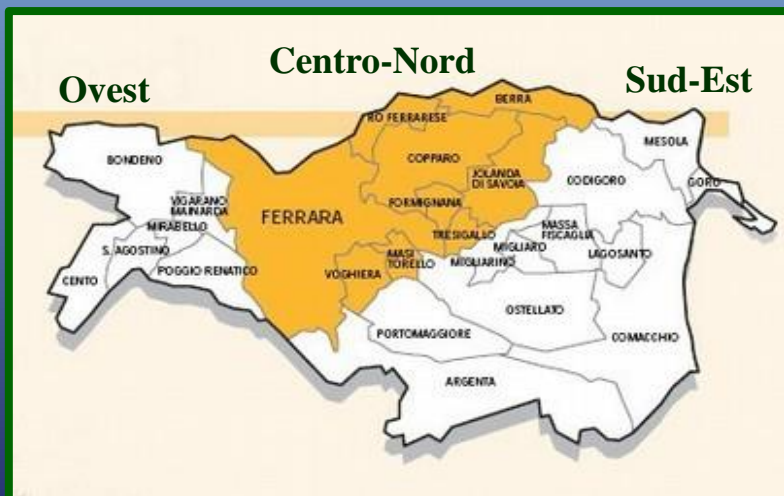 Centro-Nord
Sud-Est
Ovest
BERRA
RO FERRARESE
MESOLA
COPPARO
BONDENO
JOLANDA
DI SAVOIA
CODIGORO
GORO
VIGARANO
MAINARDA
FORMIGNANA
FERRARA
MIRABELLO
TRESIGALLO
MASSA
FISCAGLIA
MIGLIARO
S. AGOSTINO
MASI
TORELLO
MIGLIARINO
LAGOSANTO
POGGIO RENATICO
VOGHIERA
CENTO
OSTELLATO
PORTOMAGGIORE
COMACCHIO
ARGENTA